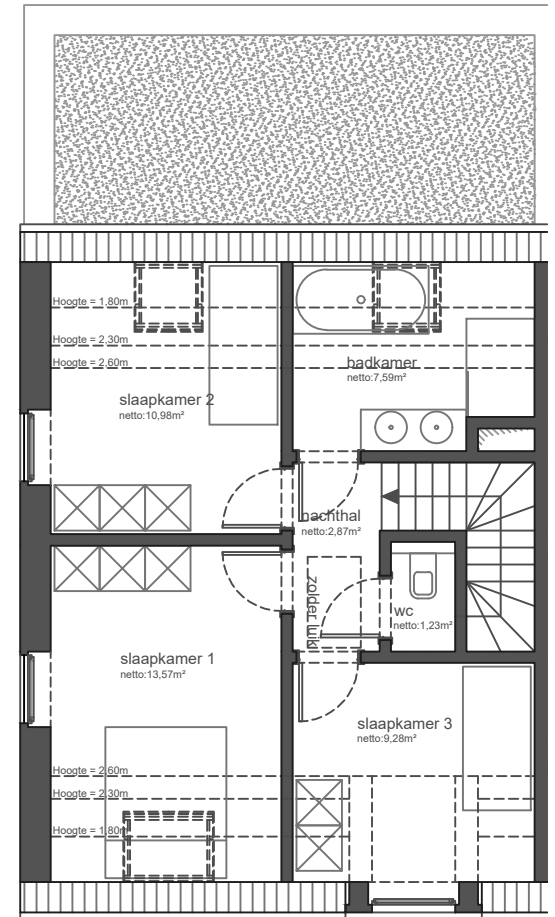 Hoogte = 1,80m
Hoogte = 2,30m
Hoogte = 2,60m
badkamer
netto:7,59m²
slaapkamer 2
netto:10,98m²
nachthal
netto:2,87m²
zolder luik
wc
netto:1,23m²
slaapkamer 1
netto:13,57m²
slaapkamer 3
netto:9,28m²
Hoogte = 2,60m
Hoogte = 2,30m
Hoogte = 1,80m